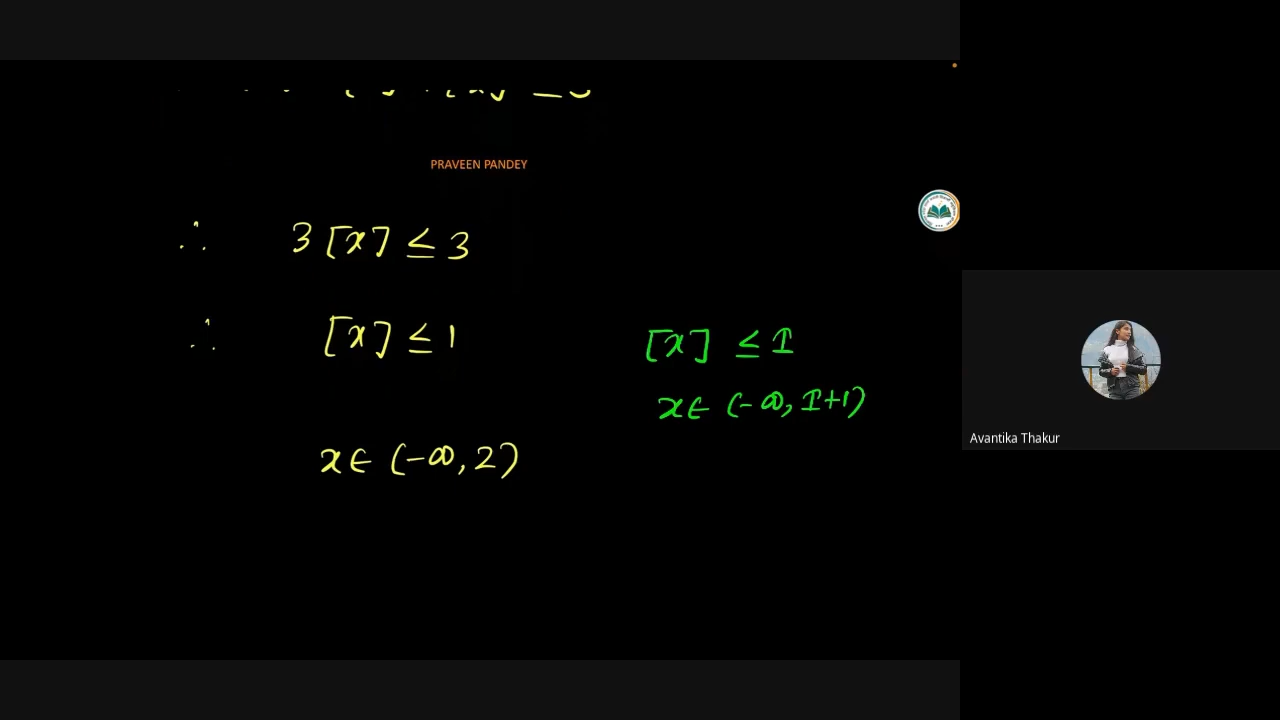 PRAVEEN PANDEY
∴ 3[x] ≤ 3
∴ [x] ≤ 1
[x] ≤ I
x ∈ (-∞, I+1)
x ∈ (-∞, 2)
Avantika Thakur